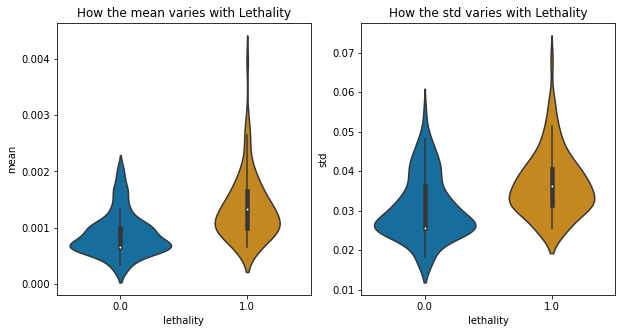 How the mean varies with Lethality
mean
0.004
0.003
0.002
0.001
0.000
0.0
1.0
lethality
How the std varies with Lethality
std
0.07
0.06
0.05
0.04
0.03
0.02
0.01
0.0
1.0
lethality